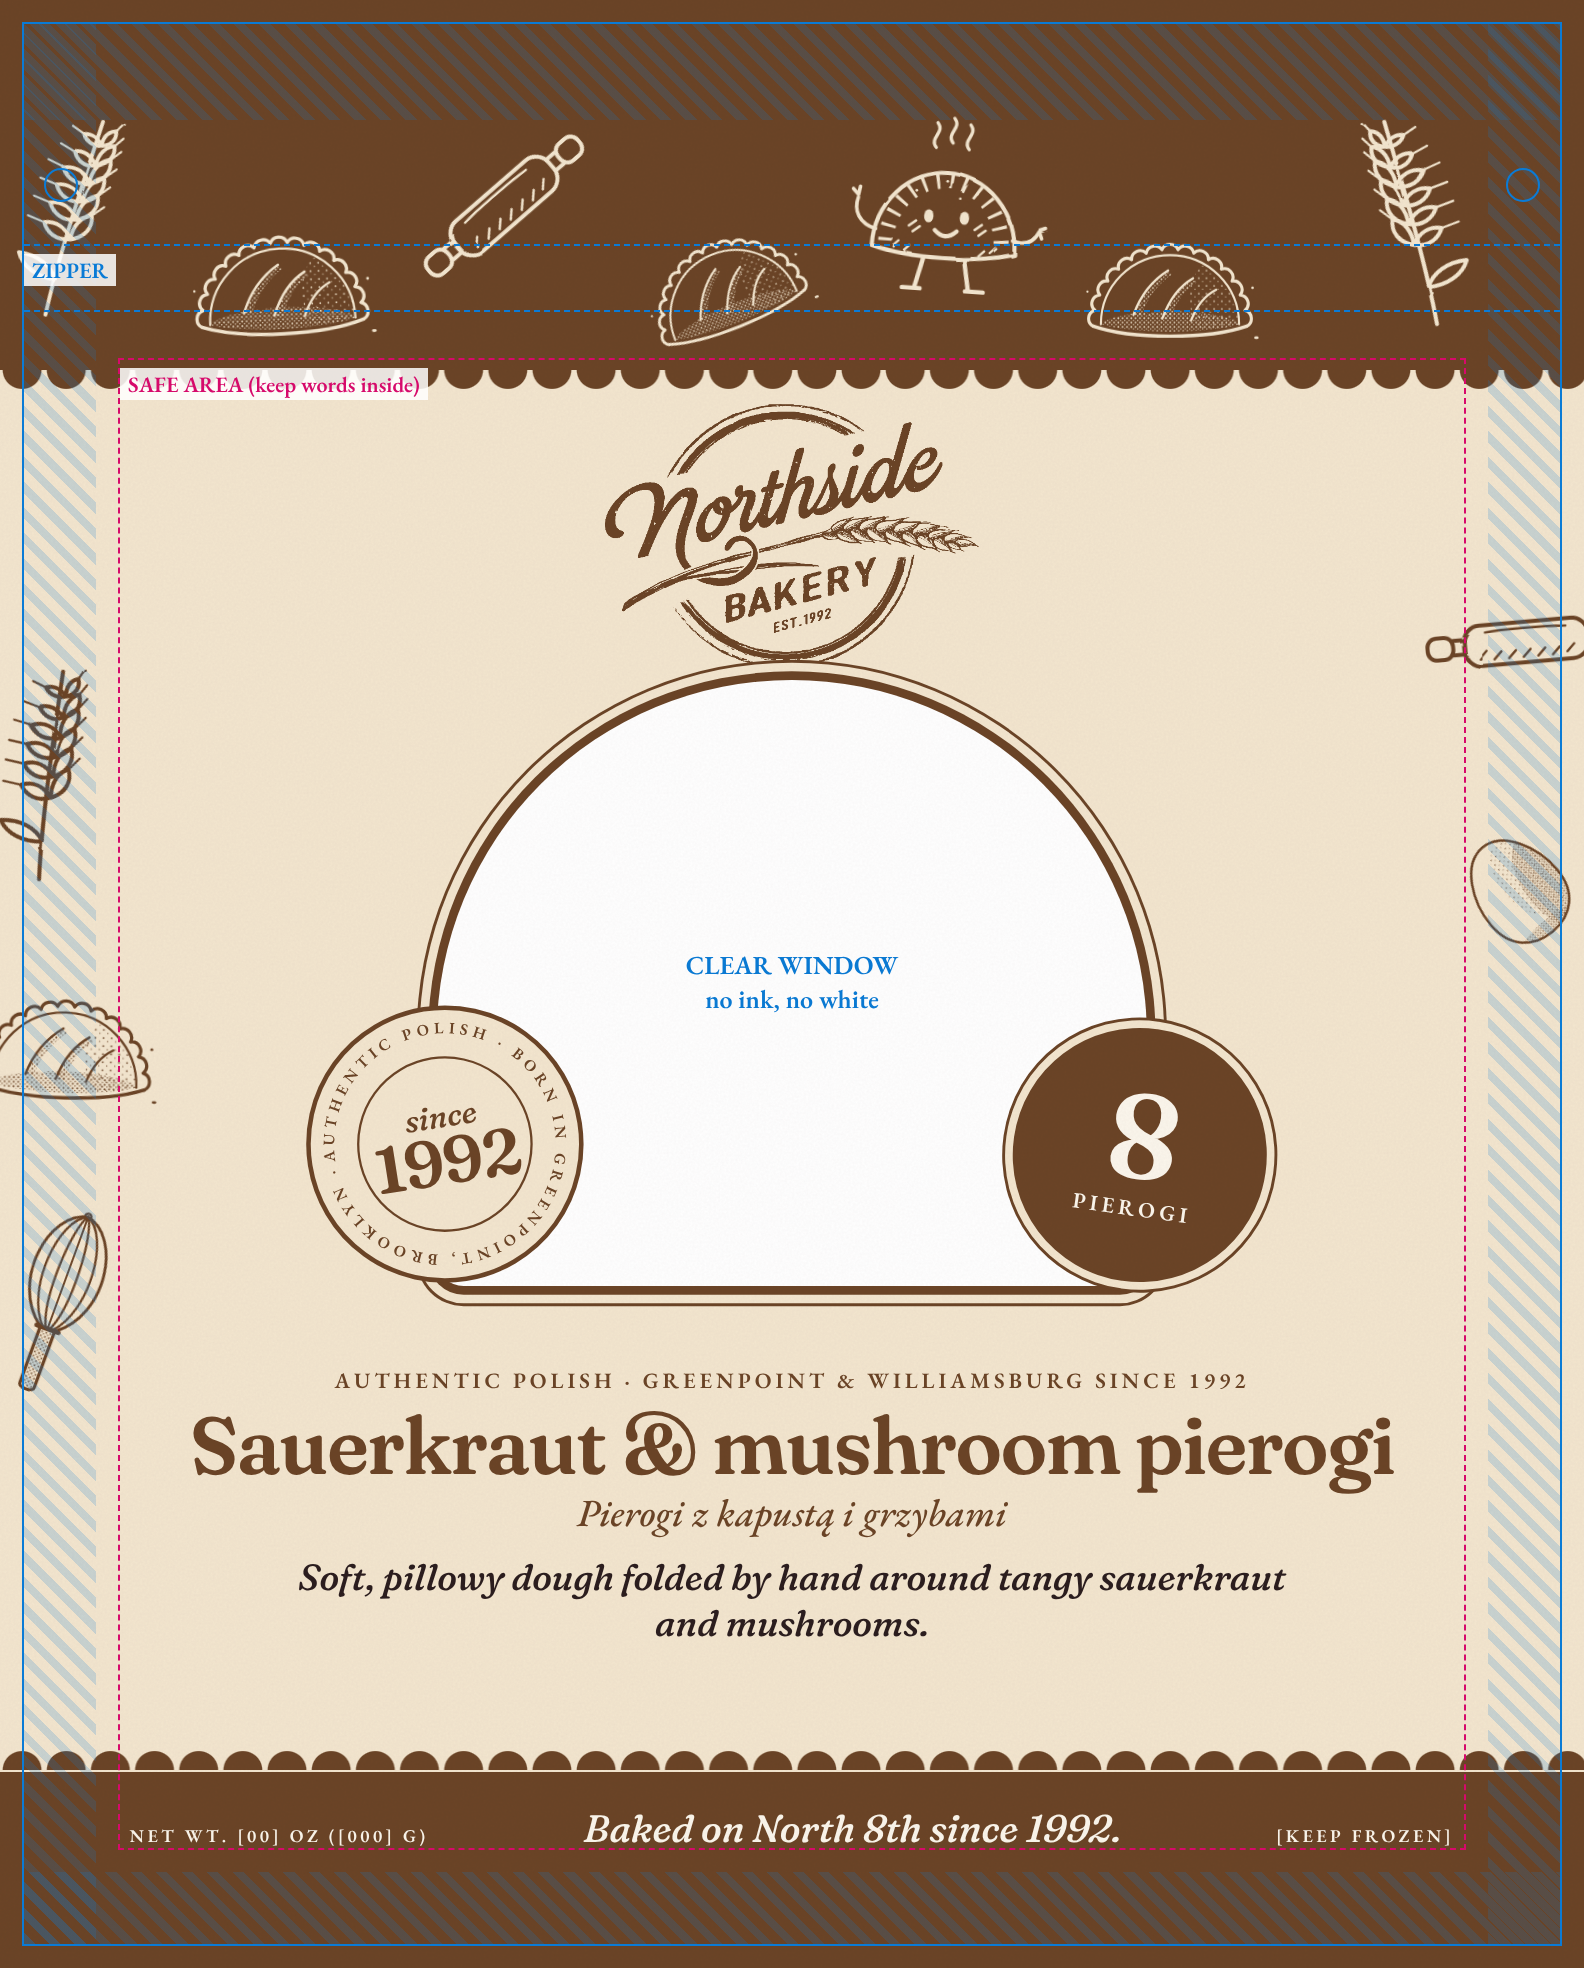 ZIPPER
SAFE AREA (keep words inside)
Northside
BAKERY
EST. 1992
CLEAR WINDOW
no ink, no white
AUTHENTIC POLISH · BORN IN GREENPOINT, BROOKLYN ·
since
1992
8
PIEROGI
AUTHENTIC POLISH · GREENPOINT & WILLIAMSBURG SINCE 1992
Sauerkraut & mushroom pierogi
Pierogi z kapustą i grzybami
Soft, pillowy dough folded by hand around tangy sauerkraut
and mushrooms.
NET WT. [00] OZ ([000] G)
Baked on North 8th since 1992.
[KEEP FROZEN]